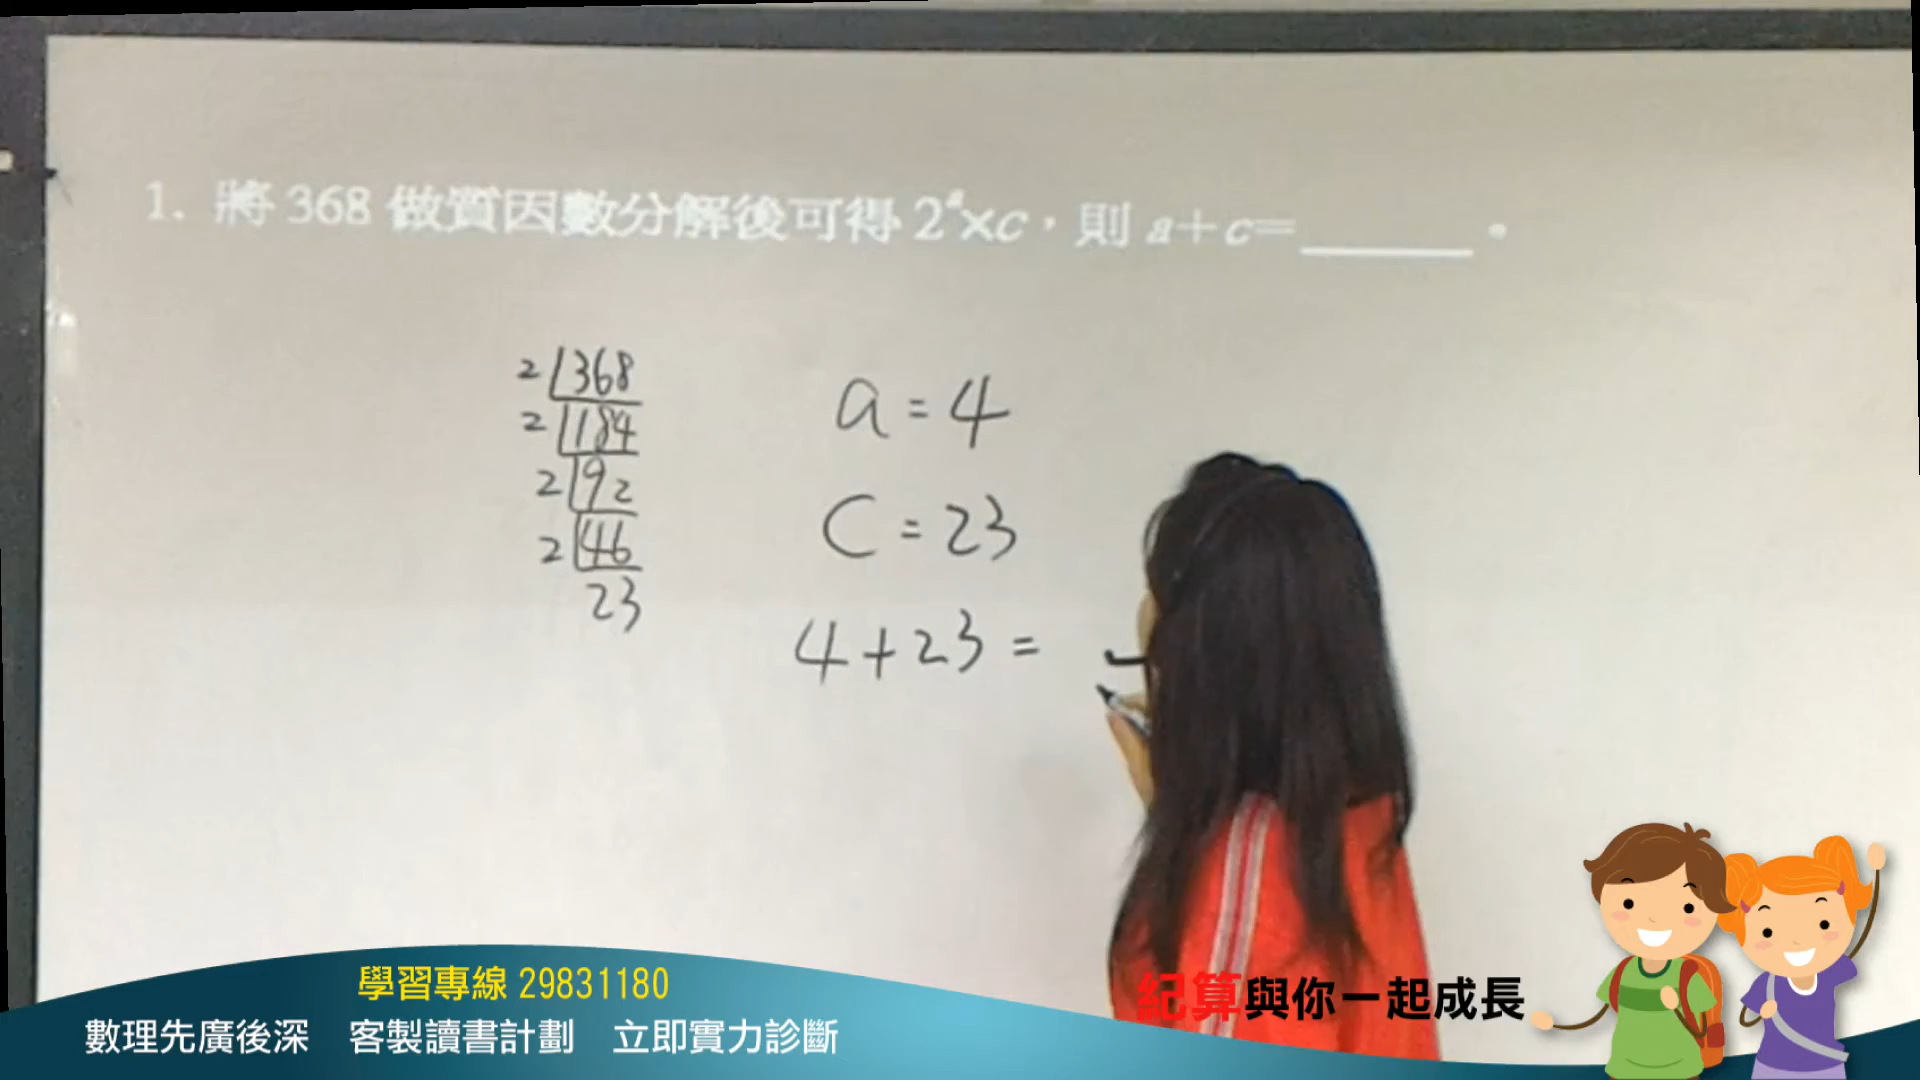 1. 將 368 做質因數分解後可得 2ᵃ×c，則 a+c=______。
2 368
2 184
2 92
2 46
23
a = 4
C = 23
4+23 =
學習專線 29831180
數理先廣後深 客製讀書計劃 立即實力診斷
紀算與你一起成長